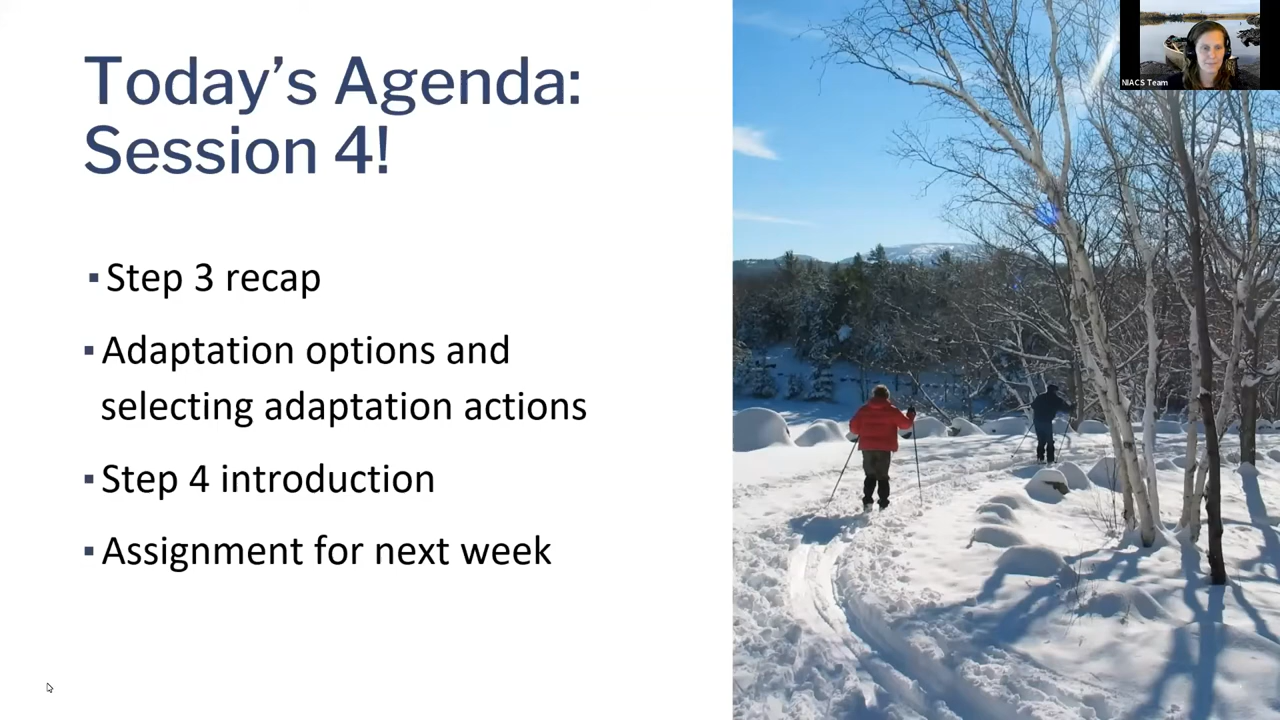 Today's Agenda:
Session 4!
▪Step 3 recap
▪Adaptation options and
selecting adaptation actions
▪Step 4 introduction
▪Assignment for next week
NIACS Team